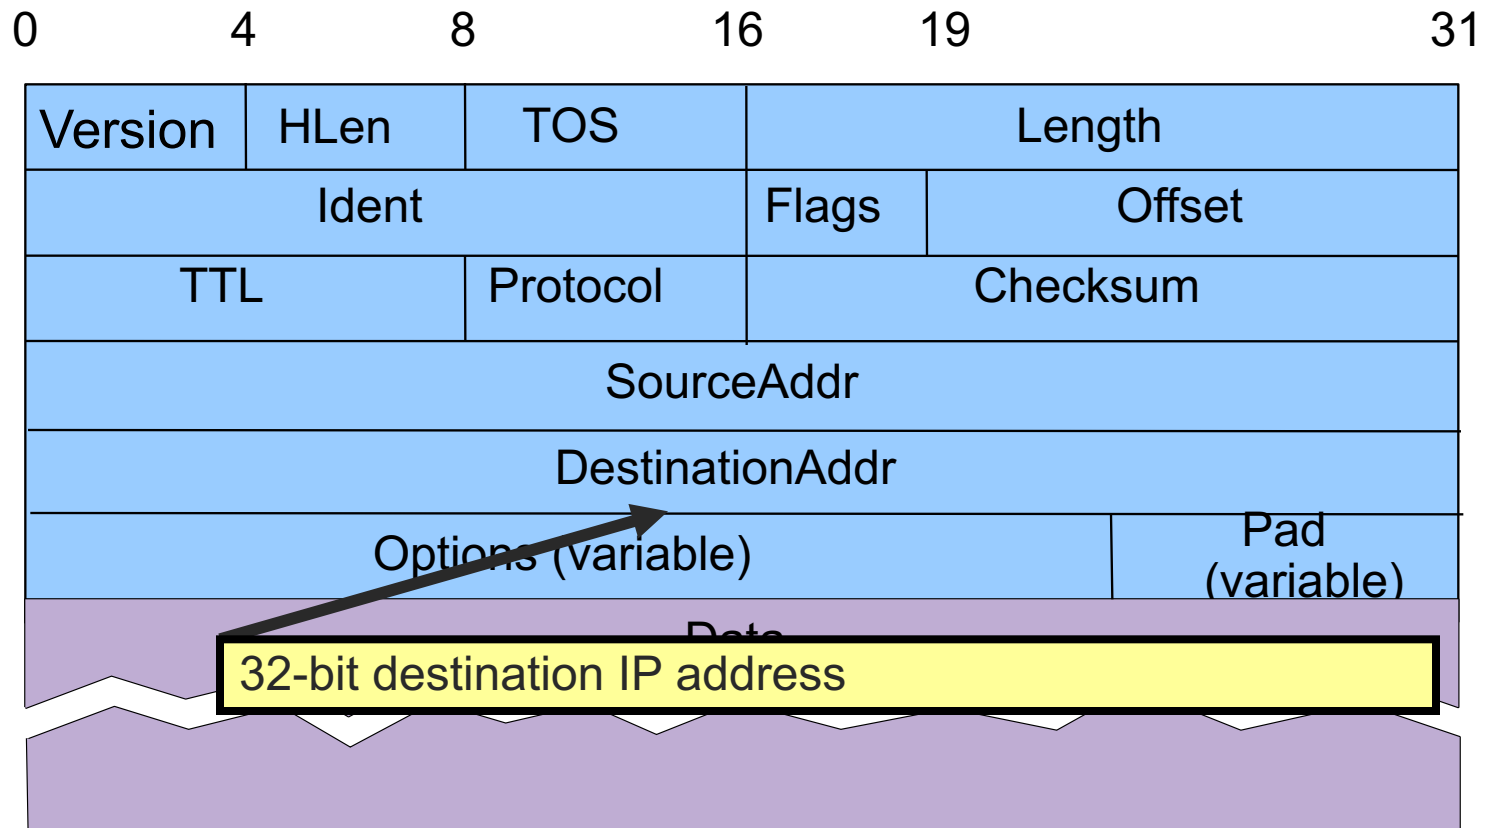 0 4 8 16 19 31
Version HLen TOS Length
Ident Flags Offset
TTL Protocol Checksum
SourceAddr
DestinationAddr
Options (variable) Pad
(variable)
Data
32-bit destination IP address